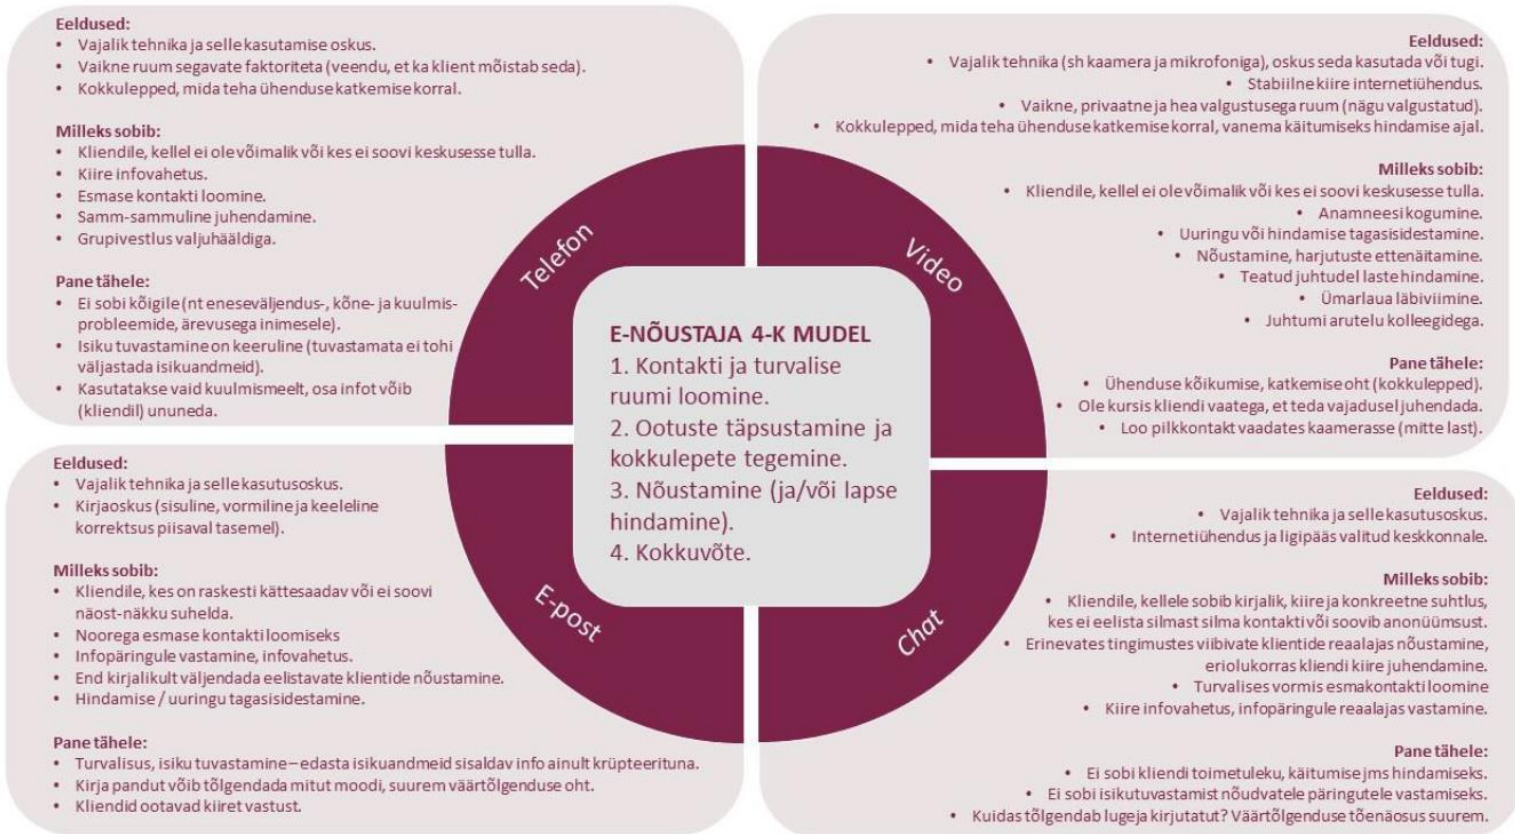 Eeldused:
• Vajalik tehnika ja selle kasutamise oskus.
• Vaikne ruum segavate faktoriteta (veendu, et ka klient mõistab seda).
• Kokkulepped, mida teha ühenduse katkemise korral.
Milleks sobib:
• Kliendile, kellel ei ole võimalik või kes ei soovi keskusesse tulla.
• Kiire infovahetus.
• Esmase kontakti loomine.
• Samm-sammuline juhendamine.
• Grupivestlus valjuhääldiga.
Pane tähele:
• Ei sobi kõigile (nt eneseväljendus-, kõne- ja kuulmis-
probleemide, ärevusega inimesele).
• Isiku tuvastamine on keeruline (tuvastamata ei tohi
väljastada isikuandmeid).
• Kasutatakse vaid kuulmismeelt, osa infot võib
(kliendil) ununeda.
Telefon
Eeldused:
• Vajalik tehnika (sh kaamera ja mikrofoniga), oskus seda kasutada või tugi.
• Stabiilne kiire internetiühendus.
• Vaikne, privaatne ja hea valgustusega ruum (nägu valgustatud).
• Kokkulepped, mida teha ühenduse katkemise korral, vanema käitumiseks hindamise ajal.
Milleks sobib:
• Kliendile, kellel ei ole võimalik või kes ei soovi keskusesse tulla.
• Anamneesi kogumine.
• Uuringu või hindamise tagasisidestamine.
• Nõustamine, harjutuste ettenäitamine.
• Teatud juhtudel laste hindamine.
• Ümarlaua läbiviimine.
• Juhtumi arutelu kolleegidega.
Pane tähele:
• Ühenduse kõikumise, katkemise oht (kokkulepped).
• Ole kursis kliendi vaatega, et teda vajadusel juhendada.
• Loo pilkkontakt vaadates kaamerasse (mitte last).
Video
E-NÕUSTAJA 4-K MUDEL
1. Kontakti ja turvalise
ruumi loomine.
2. Ootuste täpsustamine ja
kokkulepete tegemine.
3. Nõustamine (ja/või lapse
hindamine).
4. Kokkuvõte.
Eeldused:
• Vajalik tehnika ja selle kasutusoskus.
• Kirjaoskus (sisuline, vormiline ja keeleline
korrektsus piisaval tasemel).
Milleks sobib:
• Kliendile, kes on raskesti kättesaadav või ei soovi
näost-näkku suhelda.
• Noorega esmase kontakti loomiseks
• Infopäringule vastamine, infovahetus.
• End kirjalikult väljendada eelistavate klientide nõustamine.
• Hindamise / uuringu tagasisidestamine.
Pane tähele:
• Turvalisus, isiku tuvastamine – edasta isikuandmeid sisaldav info ainult krüpteerituna.
• Kirja pandut võib tõlgendada mitut moodi, suurem väärtõlgenduse oht.
• Kliendid ootavad kiiret vastust.
E-post
Eeldused:
• Vajalik tehnika ja selle kasutusoskus.
• Internetiühendus ja ligipääs valitud keskkonnale.
Milleks sobib:
• Kliendile, kellele sobib kirjalik, kiire ja konkreetne suhtlus,
kes ei eelista silmast silma kontakti või soovib anonüümsust.
• Erinevates tingimustes viibivate klientide reaalajas nõustamine,
eriolukorras kliendi kiire juhendamine.
• Turvalises vormis esmakontakti loomine
• Kiire infovahetus, infopäringule reaalajas vastamine.
Pane tähele:
• Ei sobi kliendi toimetuleku, käitumise jms hindamiseks.
• Ei sobi isikutuvastamist nõudvatele päringutele vastamiseks.
• Kuidas tõlgendab lugeja kirjutatut? Väärtõlgenduse tõenäosus suurem.
Chat